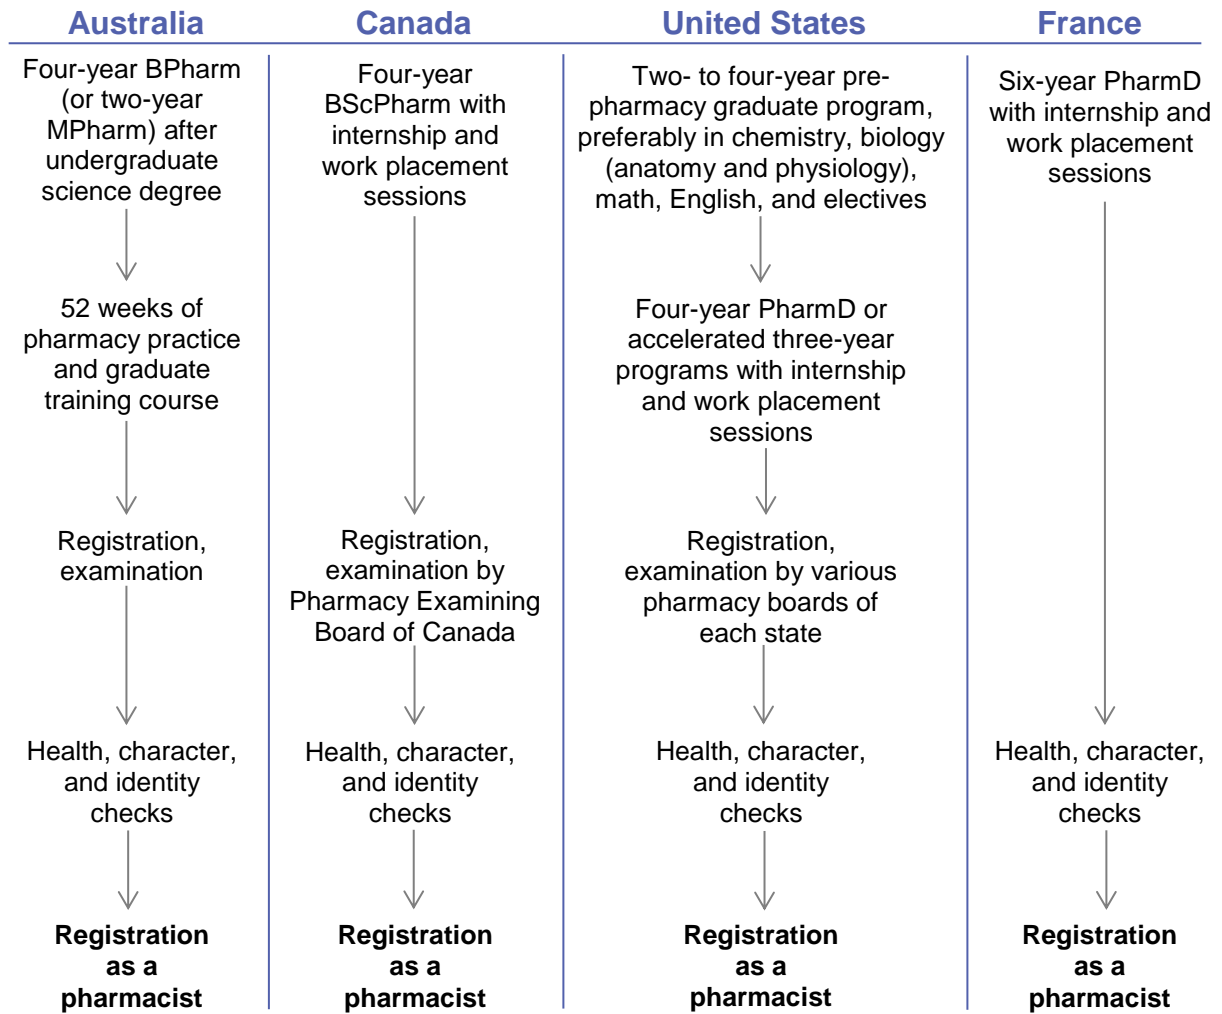 Australia
Four-year BPharm
(or two-year
MPharm) after
undergraduate
science degree
52 weeks of
pharmacy practice
and graduate
training course
Registration,
examination
Health, character,
and identity
checks
Registration
as a
pharmacist
Canada
Four-year
BScPharm with
internship and
work placement
sessions
Registration,
examination by
Pharmacy Examining
Board of Canada
Health, character,
and identity
checks
Registration
as a
pharmacist
United States
Two- to four-year pre-
pharmacy graduate program,
preferably in chemistry, biology
(anatomy and physiology),
math, English, and electives
Four-year PharmD or
accelerated three-year
programs with internship
and work placement
sessions
Registration,
examination by various
pharmacy boards of
each state
Health, character,
and identity
checks
Registration
as a
pharmacist
France
Six-year PharmD
with internship and
work placement
sessions
Health, character,
and identity
checks
Registration
as a
pharmacist